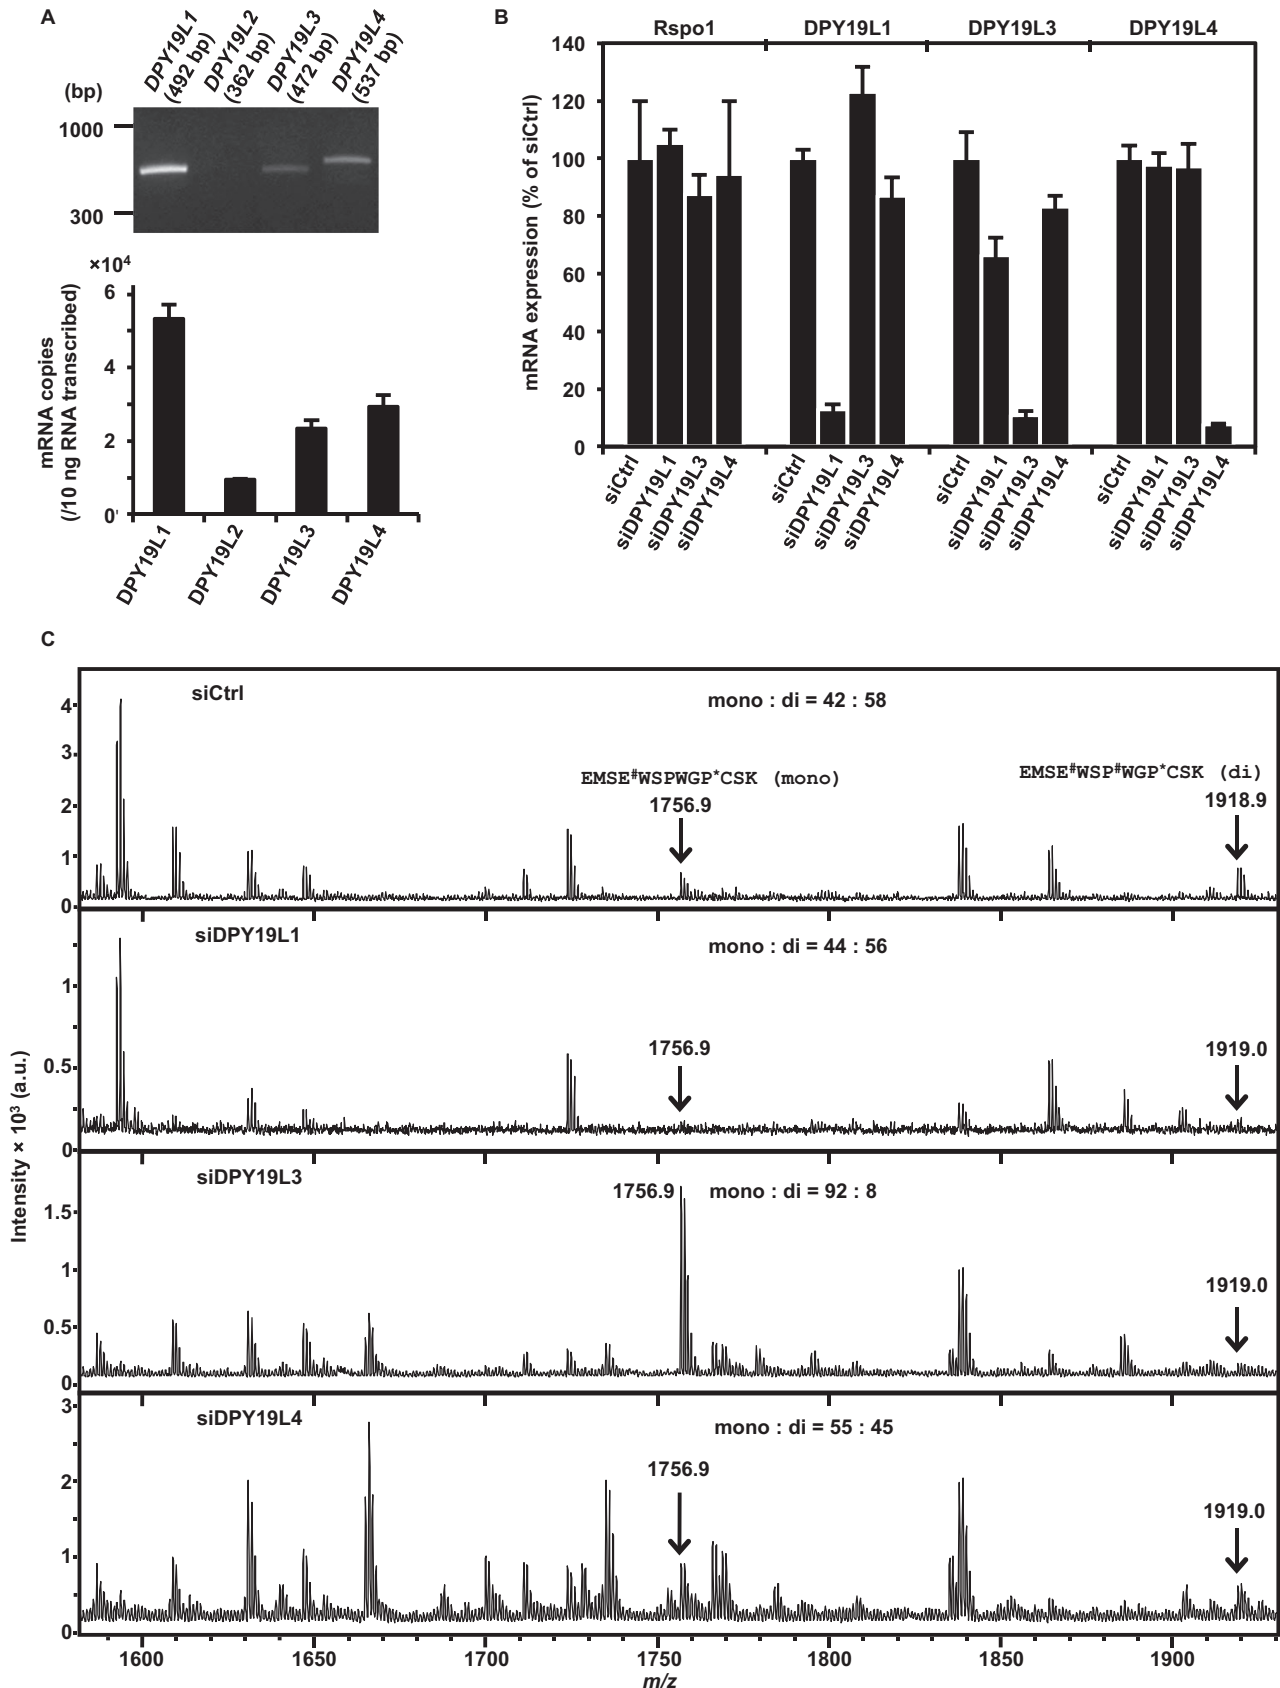 A
DPY19L1
(492 bp)
DPY19L2
(362 bp)
DPY19L3
(472 bp)
DPY19L4
(537 bp)
(bp)
1000
300
×10⁴
mRNA copies
(/10 ng RNA transcribed)
6
4
2
0
DPY19L1
DPY19L2
DPY19L3
DPY19L4
B
Rspo1
DPY19L1
DPY19L3
DPY19L4
mRNA expression (% of siCtrl)
140
120
100
80
60
40
20
0
siCtrl
siDPY19L1
siDPY19L3
siDPY19L4
siCtrl
siDPY19L1
siDPY19L3
siDPY19L4
siCtrl
siDPY19L1
siDPY19L3
siDPY19L4
siCtrl
siDPY19L1
siDPY19L3
siDPY19L4
C
Intensity × 10³ (a.u.)
siCtrl
mono : di = 42 : 58
EMSE#WSPWGP*CSK (mono)
1756.9
EMSE#WSP#WGP*CSK (di)
1918.9
4
3
2
1
0
siDPY19L1
mono : di = 44 : 56
1756.9
1919.0
1
0.5
0
siDPY19L3
1756.9
mono : di = 92 : 8
1919.0
1.5
1
0.5
0
siDPY19L4
mono : di = 55 : 45
1756.9
1919.0
3
2
1
0
1600
1650
1700
1750
1800
1850
1900
m/z